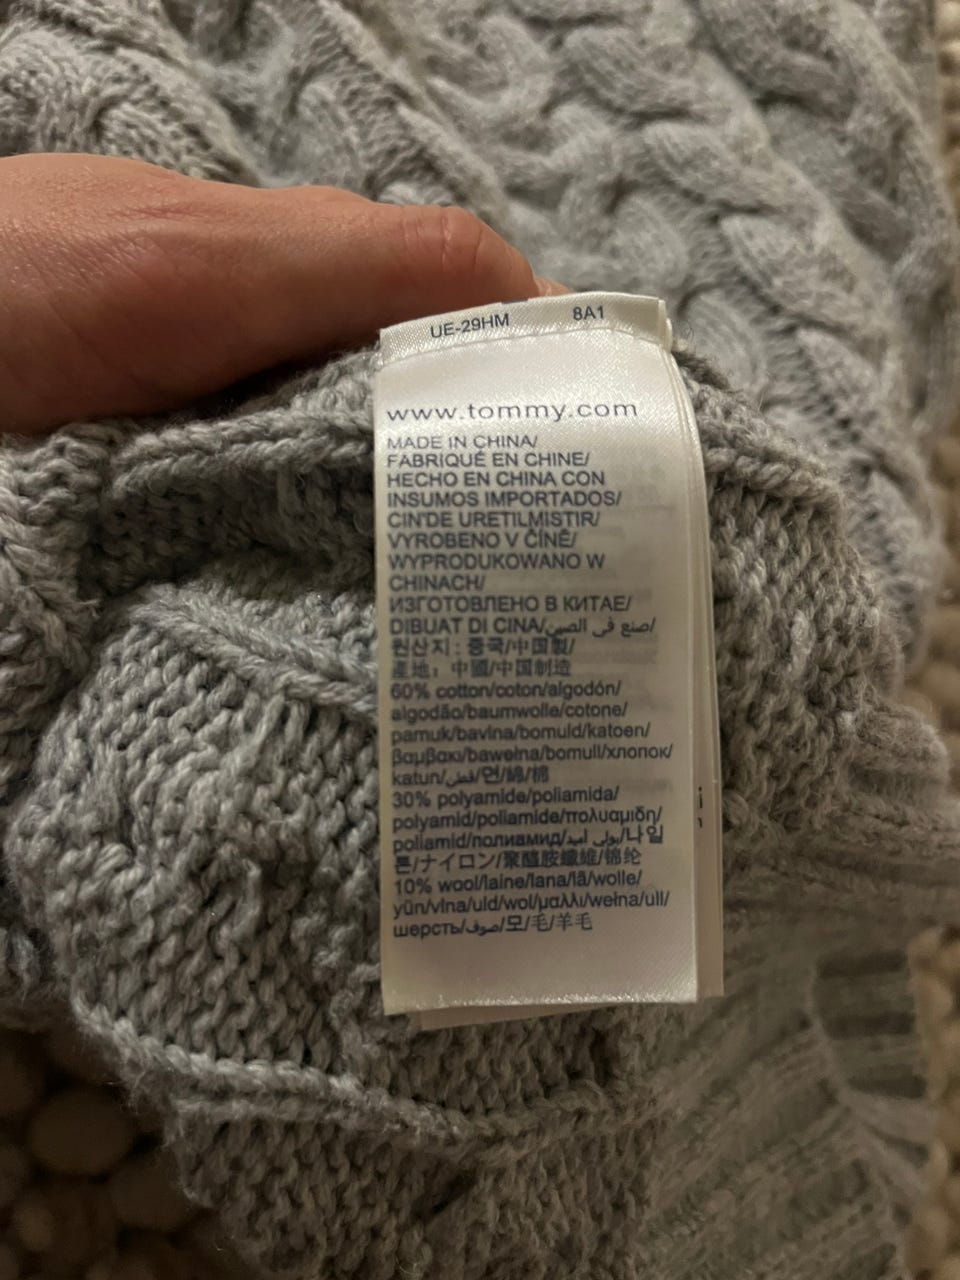 UE-29HM 8A1
www.tommy.com
MADE IN CHINA/
FABRIQUÉ EN CHINE/
HECHO EN CHINA CON
INSUMOS IMPORTADOS/
CIN'DE URETILMISTIR/
VYROBENO V ČÍNĚ/
WYPRODUKOWANO W
CHINACH/
ИЗГОТОВЛЕНО В КИТАЕ/
DIBUAT DI CINA/صنع في الصين/
원산지 : 중국/中国製/
產地：中國/中国制造
60% cotton/coton/algodón/
algodão/baumwolle/cotone/
pamuk/bavlna/bomuld/katoen/
βαμβακι/bawełna/bomull/хлопок/
katun/قطن/면/綿/棉
30% polyamide/poliamida/
polyamid/poliamide/πολυαμιδη/
poliamid/полиамид/بولي أميد/나일
론/ナイロン/聚醯胺纖維/锦纶
10% wool/laine/lana/lã/wolle/
yün/vlna/uld/wol/μαλλι/wełna/ull/
шерсть/صوف/모/毛/羊毛